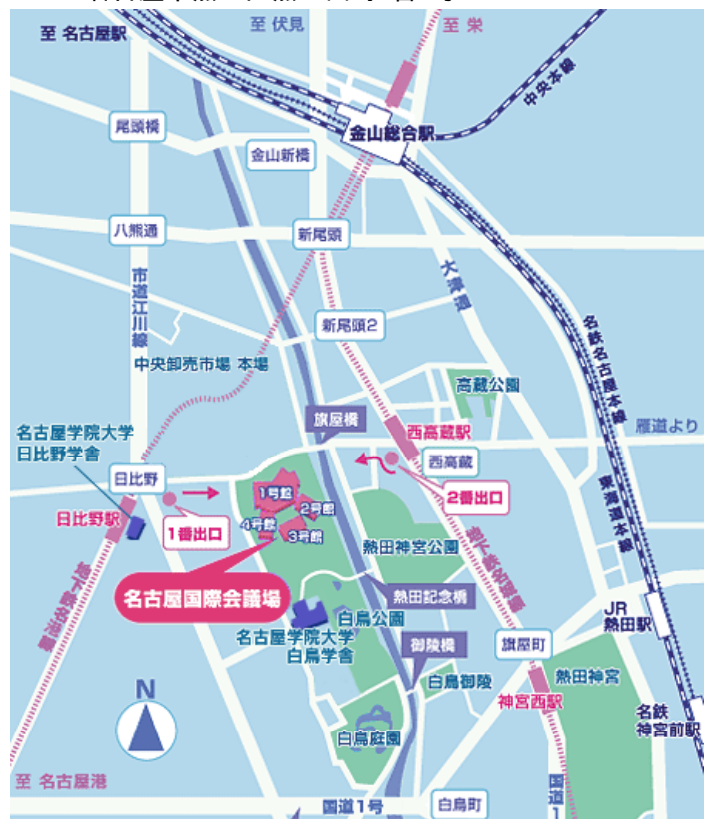 至 名古屋駅
至 伏見
至 栄
中央本線
尾頭橋
金山新橋
金山総合駅
八熊通
新尾頭
大津通
市道江川線
新尾頭2
名鉄名古屋本線
中央卸売市場 本場
高蔵公園
旗屋橋
西高蔵駅
雁道より
名古屋学院大学
日比野学舎
日比野
西高蔵
東海道本線
1号館
2号館
2番出口
日比野駅
1番出口
4号館
3号館
熱田神宮公園
地下鉄名城線
地下鉄名港線
名古屋国際会議場
熱田記念橋
白鳥公園
JR
熱田駅
名古屋学院大学
白鳥学舎
御陵橋
旗屋町
白鳥御陵
熱田神宮
N
神宮西駅
名鉄
神宮前駅
白鳥庭園
至 名古屋港
国道1号
白鳥町
国道1